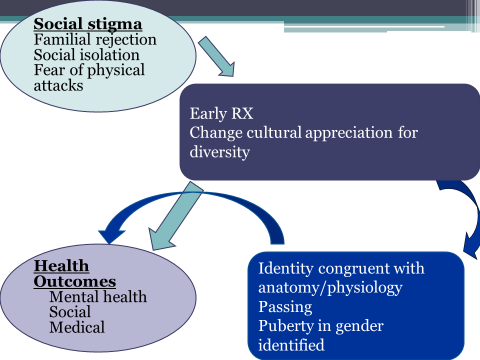 Social stigma
Familial rejection
Social isolation
Fear of physical
attacks
Early RX
Change cultural appreciation for
diversity
Health
Outcomes
Mental health
Social
Medical
Identity congruent with
anatomy/physiology
Passing
Puberty in gender
identified